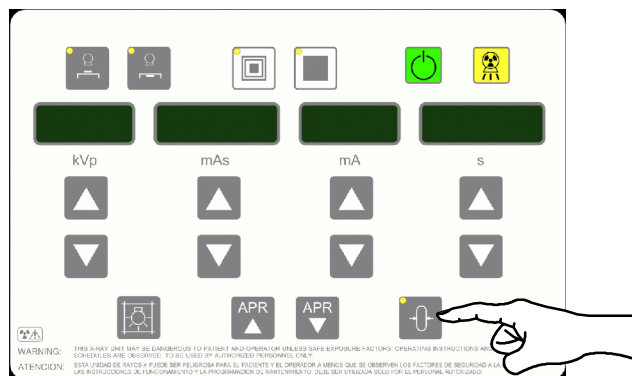 kVp mAs mA s
APR APR
WARNING: THIS X-RAY UNIT MAY BE DANGEROUS TO PATIENT AND OPERATOR UNLESS SAFE EXPOSURE FACTORS, OPERATING INSTRUCTIONS AND
SCHEDULES ARE OBSERVED. TO BE USED BY AUTHORIZED PERSONNEL ONLY.
ATENCION: ESTA UNIDAD DE RAYOS-X PUEDE SER PELIGROSA PARA EL PACIENTE Y EL OPERADOR A MENOS QUE SE OBSERVEN LOS FACTORES DE SEGURIDAD A LA
LAS INSTRUCCIONES DE FUNCIONAMIENTO Y LA PROGRAMACION DE MANTENIMIENTO. DEBE SER UTILIZADA SOLO POR EL PERSONAL AUTORIZADO.